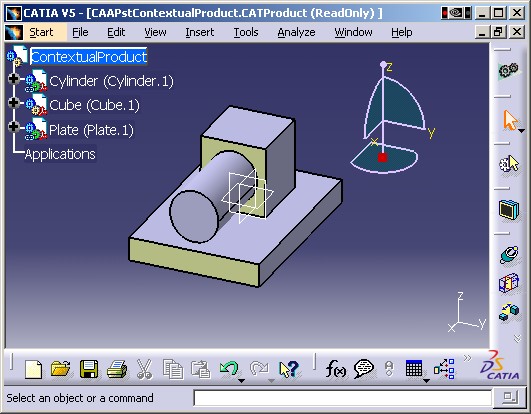 CATIA V5 - [CAAPstContextualProduct.CATProduct (ReadOnly) ]
Start File Edit View Insert Tools Analyze Window Help
ContextualProduct
Cylinder (Cylinder.1)
Cube (Cube.1)
Plate (Plate.1)
Applications
z
y
x
z
x y
f(x)
CATIA
Select an object or a command